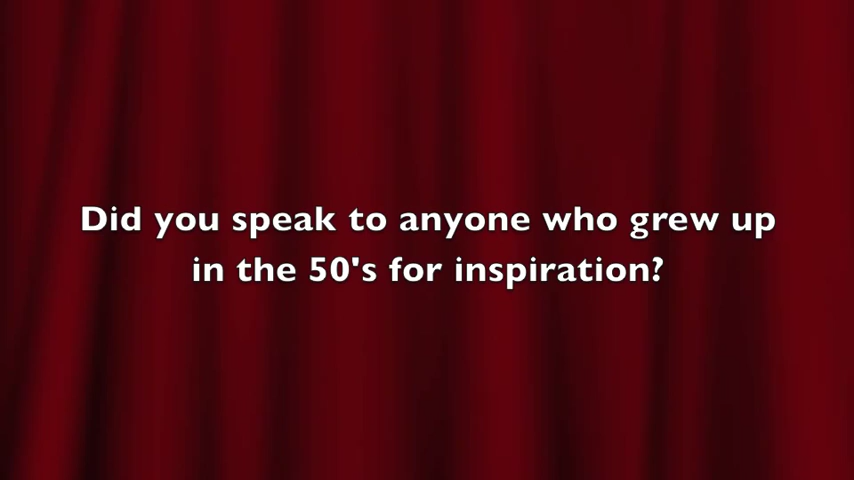 Did you speak to anyone who grew up
in the 50's for inspiration?